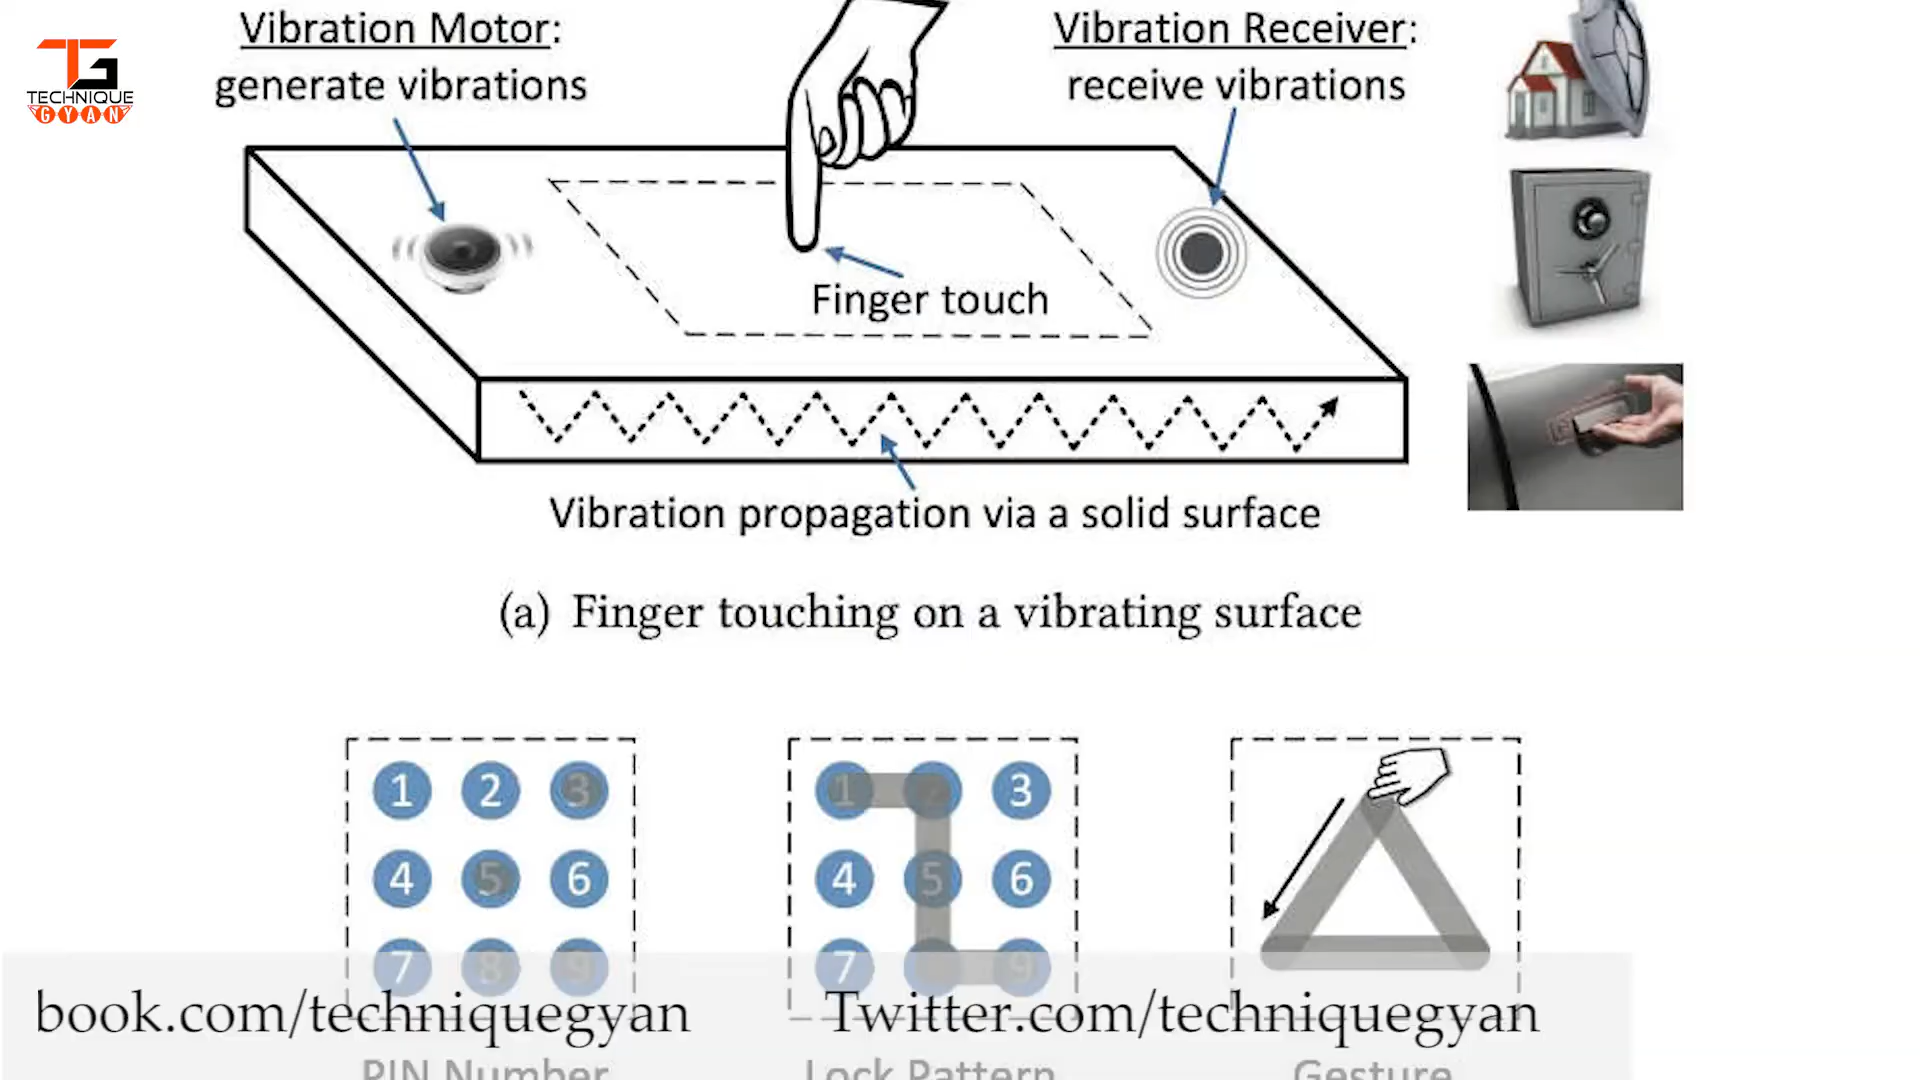 TG
TECHNIQUE
GYAN
Vibration Motor:
generate vibrations
Vibration Receiver:
receive vibrations
Finger touch
Vibration propagation via a solid surface
(a) Finger touching on a vibrating surface
1 2 3
4 5 6
7 8 9
1 2 3
4 5 6
7 9
book.com/techniquegyan
Twitter.com/techniquegyan
PIN Number
Lock Pattern
Gesture